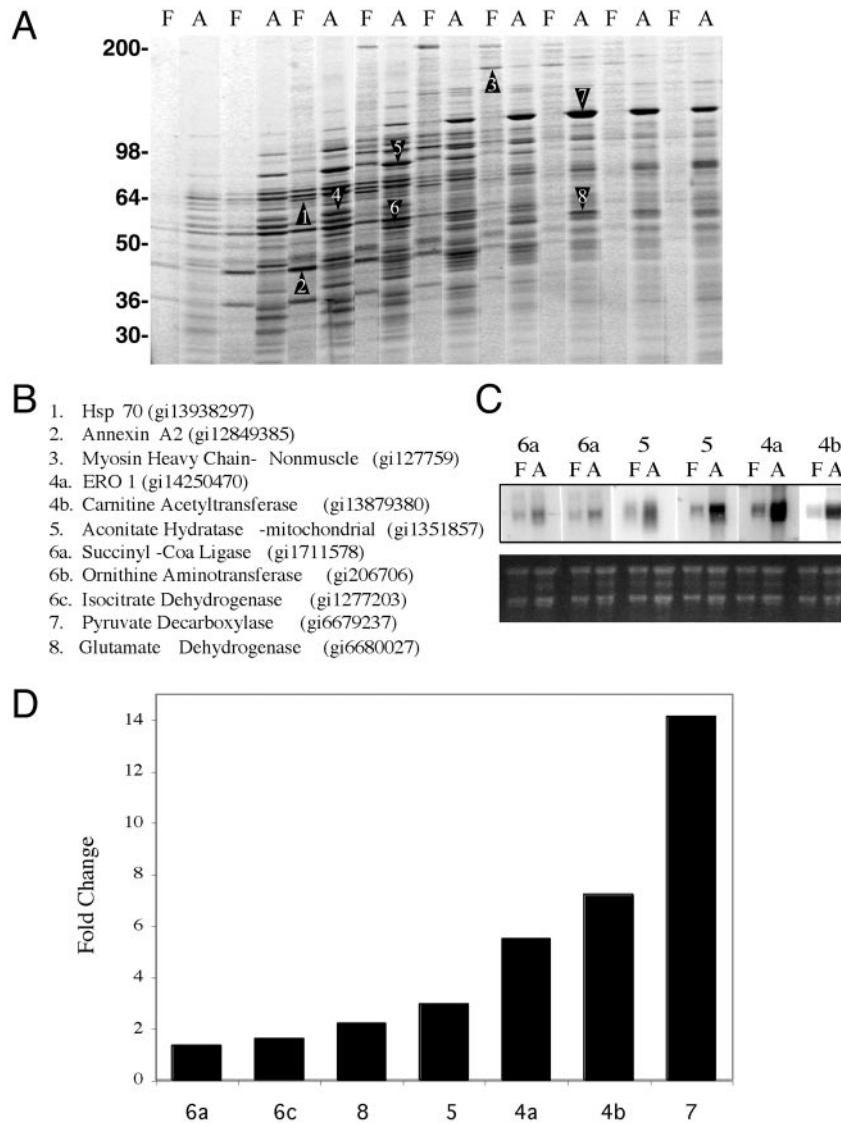 A
F A F A F A F A F A F A F A F A F A
200-
98-
64-
50-
36-
30-
1
2
3
4
5
6
7
8
B
1. Hsp 70 (gi13938297)
2. Annexin A2 (gi12849385)
3. Myosin Heavy Chain- Nonmuscle (gi127759)
4a. ERO 1 (gi14250470)
4b. Carnitine Acetyltransferase (gi13879380)
5. Aconitate Hydratase -mitochondrial (gi1351857)
6a. Succinyl -Coa Ligase (gi1711578)
6b. Ornithine Aminotransferase (gi206706)
6c. Isocitrate Dehydrogenase (gi1277203)
7. Pyruvate Decarboxylase (gi6679237)
8. Glutamate Dehydrogenase (gi6680027)
C
6a 6a 5 5 4a 4b
F A F A F A F A F A F A
D
Fold Change
14
12
10
8
6
4
2
0
6a 6c 8 5 4a 4b 7